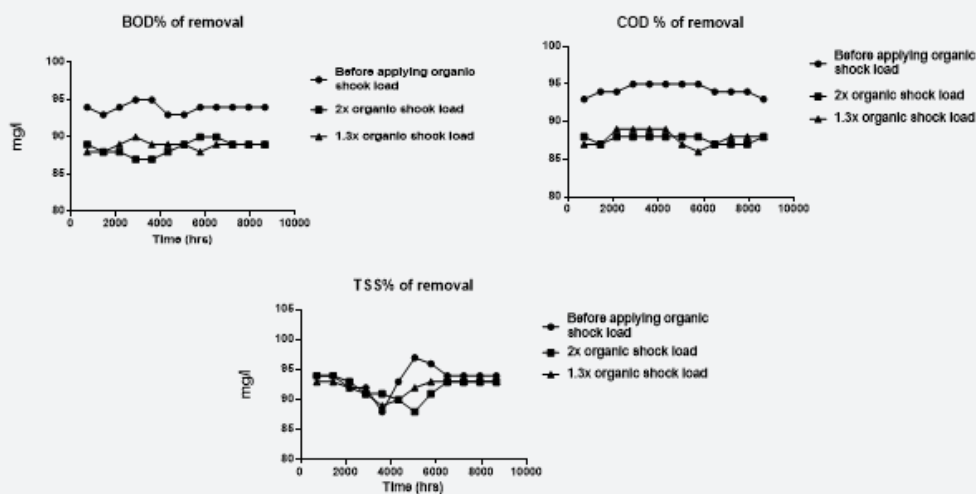 BOD% of removal
mg/l
95
90
85
80
0 2000 4000 6000 8000 10000
Time (hrs)
Before applying organic
shock load
2x organic shock load
1.3x organic shock load
COD % of removal
100
95
90
85
80
0 2000 4000 6000 8000 10000
Time (hrs)
Before applying organic
shock load
2x organic shock load
1.3x organic shock load
TSS% of removal
mg/l
105
100
95
90
85
80
0 2000 4000 6000 8000 10000
Time (hrs)
Before applying organic
shock load
2x organic shock load
1.3x organic shock load